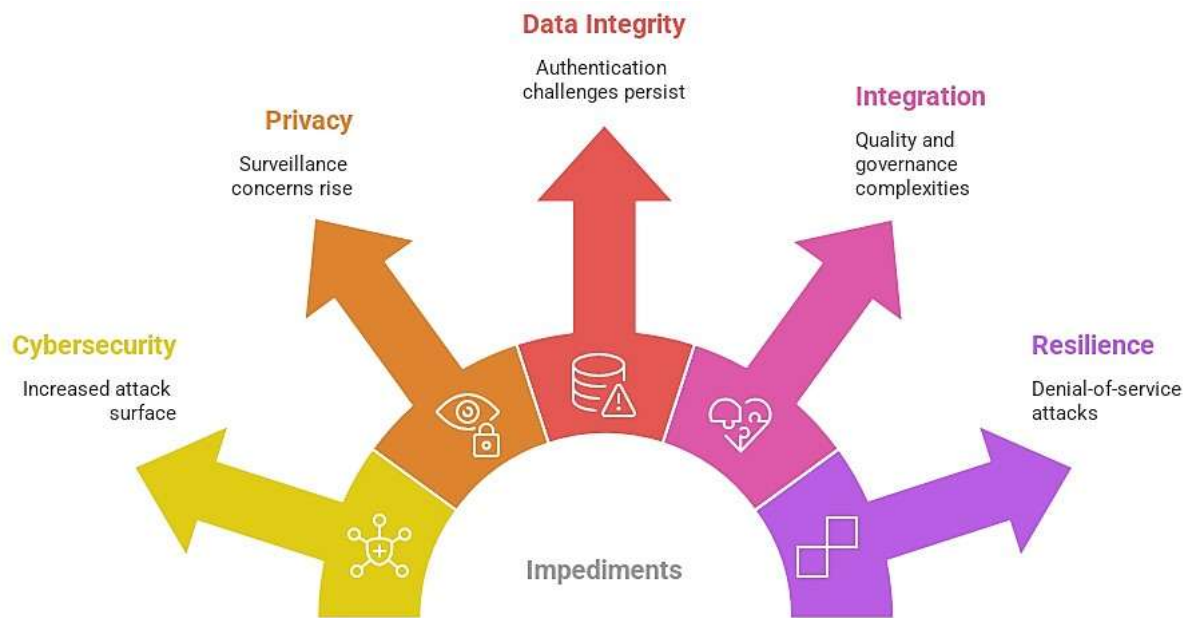 Data Integrity
Authentication
challenges persist
Integration
Quality and
governance
complexities
Privacy
Surveillance
concerns rise
Cybersecurity
Increased attack
surface
Resilience
Denial-of-service
attacks
Impediments